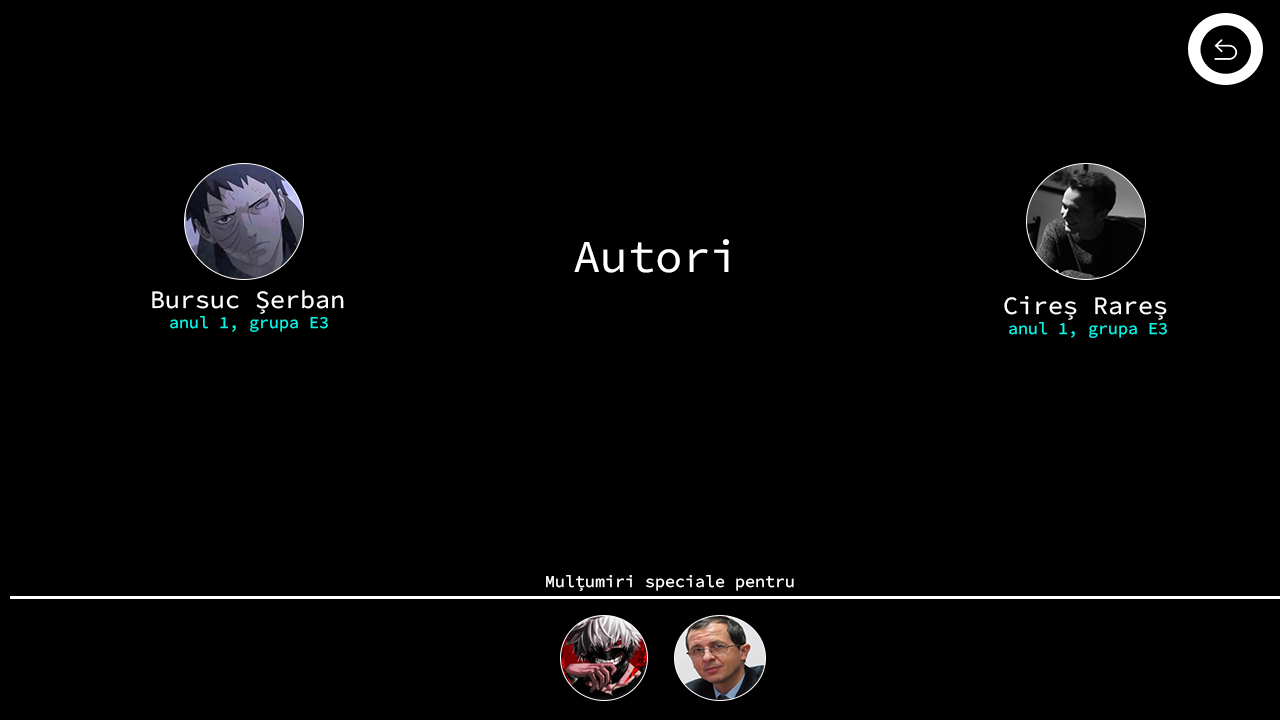 Autori
Bursuc Şerban
anul 1, grupa E3
Cireş Rareş
anul 1, grupa E3
Mulţumiri speciale pentru